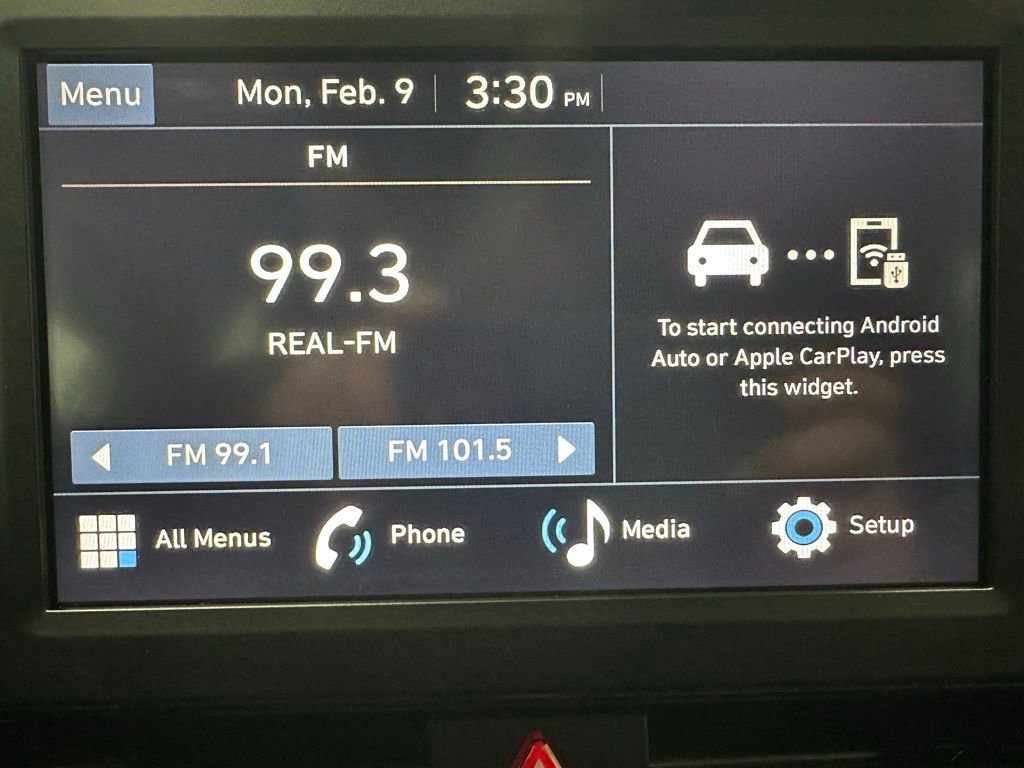 Menu
Mon, Feb. 9
3:30 PM
FM
99.3
REAL-FM
FM 99.1
FM 101.5
To start connecting Android
Auto or Apple CarPlay, press
this widget.
All Menus
Phone
Media
Setup